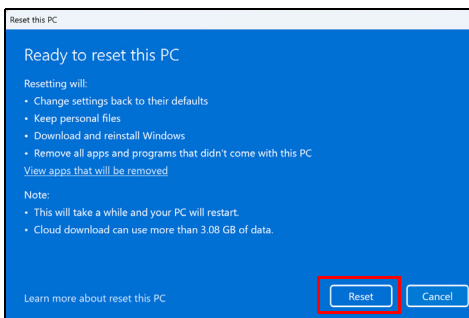 Reset this PC
Ready to reset this PC
Resetting will:
• Change settings back to their defaults
• Keep personal files
• Download and reinstall Windows
• Remove all apps and programs that didn't come with this PC
View apps that will be removed
Note:
• This will take a while and your PC will restart.
• Cloud download can use more than 3.08 GB of data.
Learn more about reset this PC
Reset
Cancel